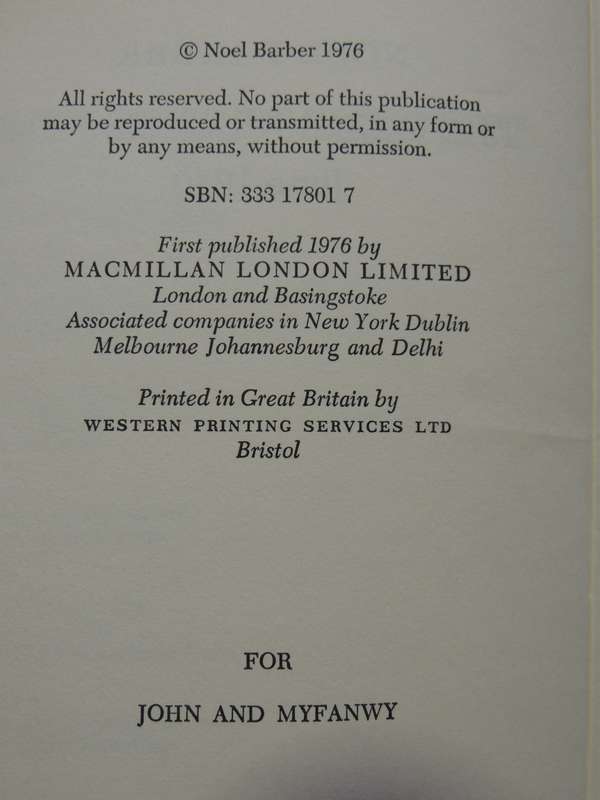 © Noel Barber 1976
All rights reserved. No part of this publication
may be reproduced or transmitted, in any form or
by any means, without permission.
SBN: 333 17801 7
First published 1976 by
MACMILLAN LONDON LIMITED
London and Basingstoke
Associated companies in New York Dublin
Melbourne Johannesburg and Delhi
Printed in Great Britain by
WESTERN PRINTING SERVICES LTD
Bristol
FOR
JOHN AND MYFANWY